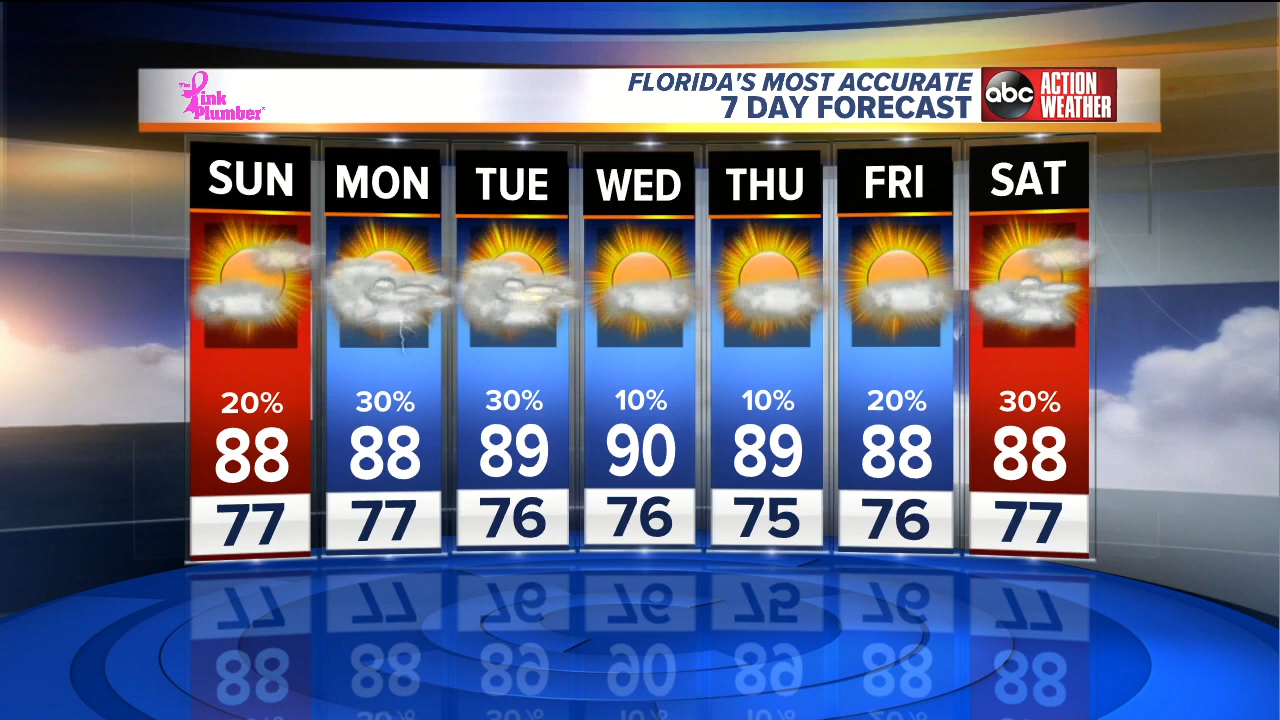 The
Pink
Plumber
FLORIDA'S MOST ACCURATE
7 DAY FORECAST
abc
ACTION
WEATHER
SUN MON TUE WED THU FRI SAT
20% 30% 30% 10% 10% 20% 30%
88 88 89 90 89 88 88
77 77 76 76 75 76 77